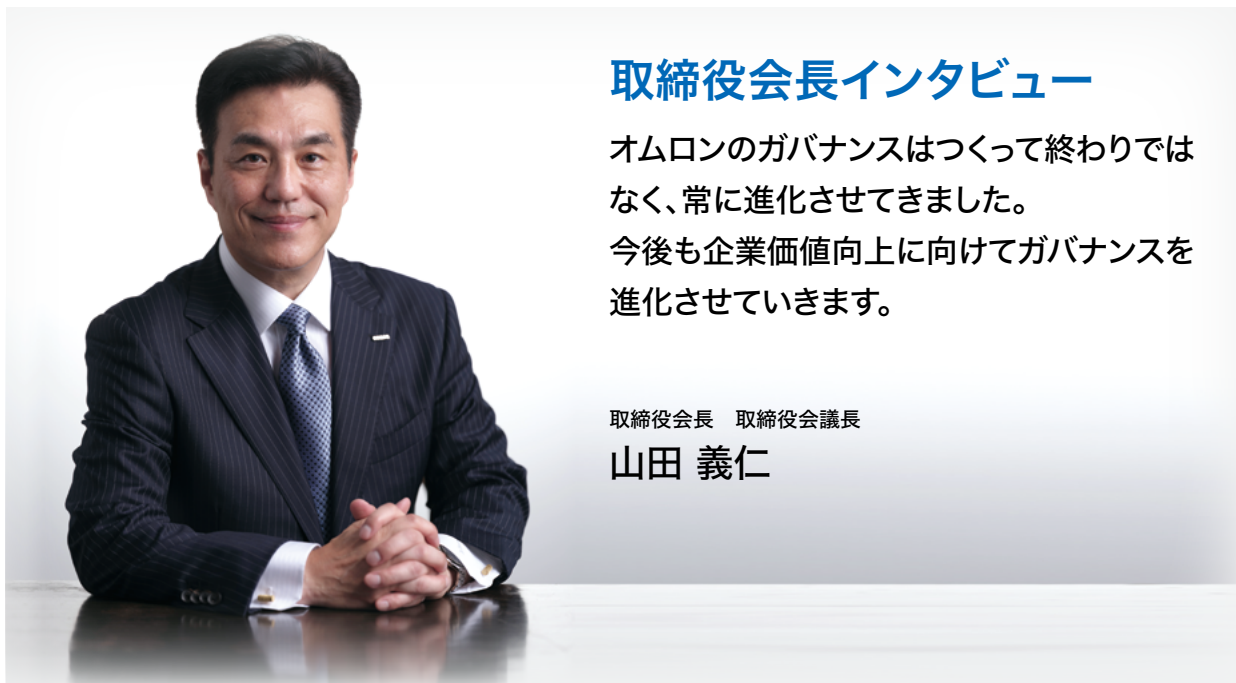 取締役会長インタビュー
オムロンのガバナンスはつくって終わりでは
なく、常に進化させてきました。
今後も企業価値向上に向けてガバナンスを
進化させていきます。
取締役会長　取締役会議長
山田 義仁